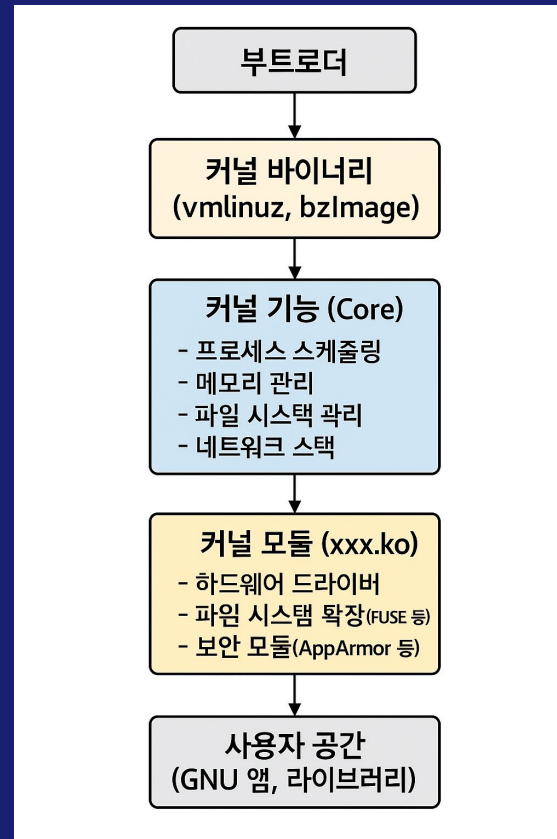 부트로더
커널 바이너리
(vmlinuz, bzImage)
커널 기능 (Core)
- 프로세스 스케줄링
- 메모리 관리
- 파일 시스택 곽리
- 네트워크 스택
커널 모듈 (xxx.ko)
- 하드웨어 드라이버
- 파임 시스탬 확장(FUSE 등)
- 보안 모듈(AppArmor 등)
사용자 공간
(GNU 앱, 라이브러리)